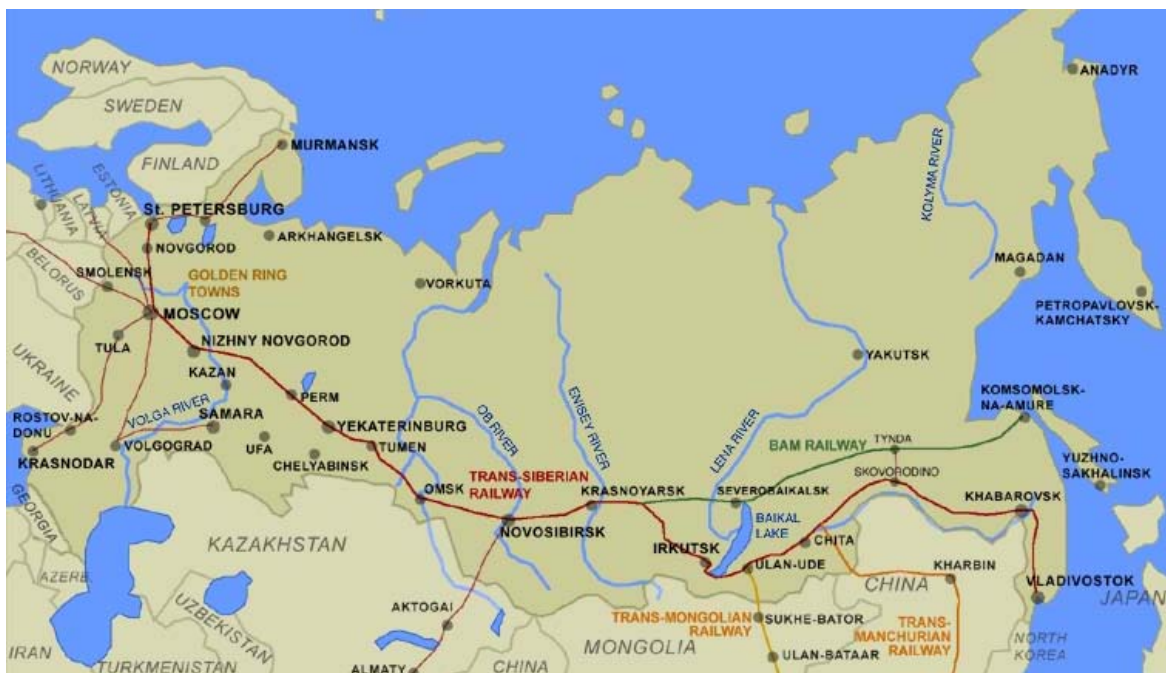 NORWAY
SWEDEN
FINLAND
MURMANSK
ANADYR
LITHUANIA
LATVIA
ESTONIA
St. PETERSBURG
NOVGOROD
ARKHANGELSK
KOLYMA RIVER
BELORUS
SMOLENSK
GOLDEN RING
TOWNS
VORKUTA
MAGADAN
PETROPAVLOVSK-
KAMCHATSKY
MOSCOW
TULA
NIZHNY NOVGOROD
UKRAINE
KAZAN
PERM
YAKUTSK
ROSTOV-NA-
DONU
VOLGA RIVER
SAMARA
YEKATERINBURG
OB RIVER
ENISEY RIVER
LENA RIVER
KOMSOMOLSK-
NA-AMURE
KRASNODAR
VOLGOGRAD
UFA
CHELYABINSK
TUMEN
BAM RAILWAY
TYNDA
SKOVORODINO
YUZHNO-
SAKHALINSK
GEORGIA
OMSK
TRANS-SIBERIAN
RAILWAY
KRASNOYARSK
SEVEROBAIKALSK
KHABAROVSK
KAZAKHSTAN
NOVOSIBIRSK
BAIKAL
LAKE
IRKUTSK
CHITA
ULAN-UDE
CHINA
KHARBIN
VLADIVOSTOK
JAPAN
AZERE.
UZBEKISTAN
AKTOGAI
TRANS-MONGOLIAN
RAILWAY
SUKHE-BATOR
TRANS-
MANCHURIAN
RAILWAY
IRAN
TURKMENISTAN
ALMATY
CHINA
MONGOLIA
ULAN-BATAAR
NORTH
KOREA